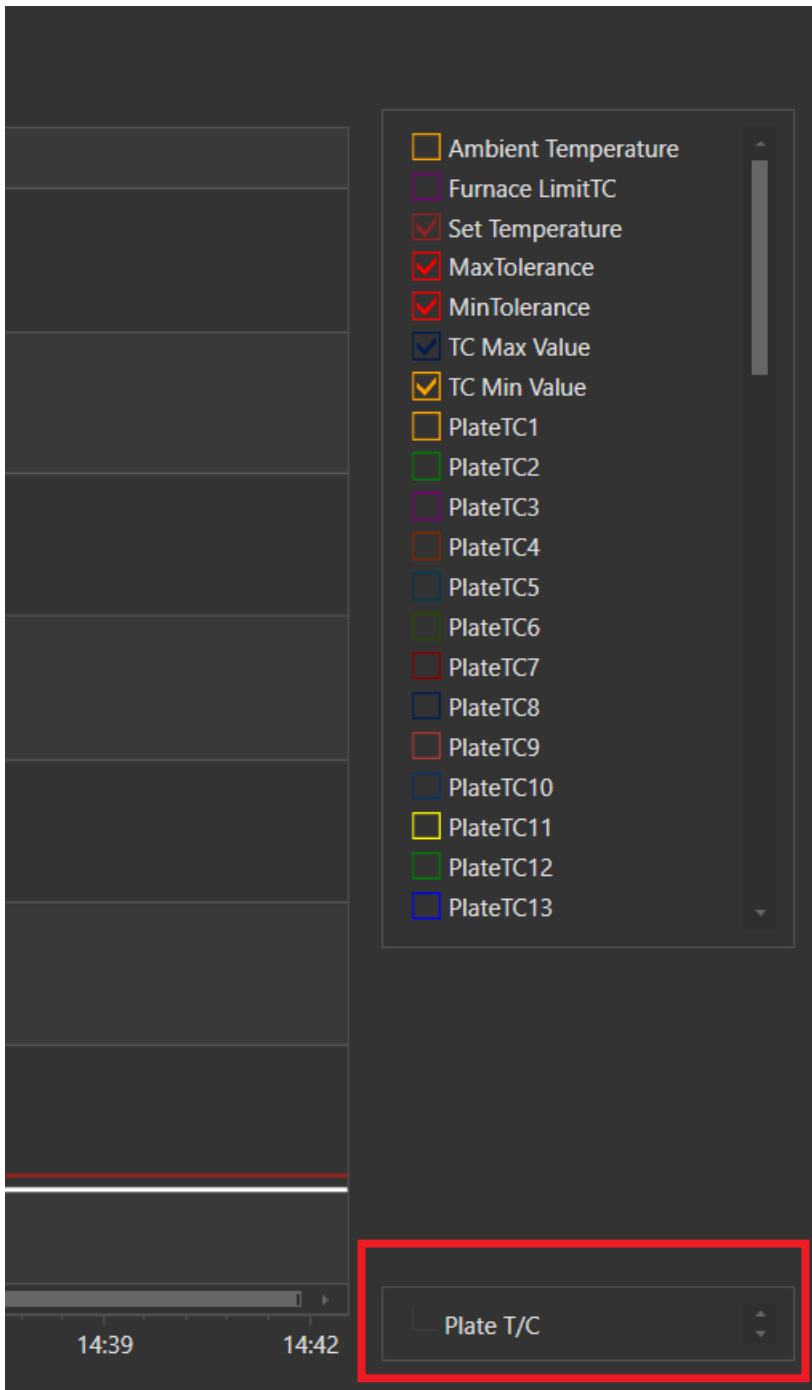 Ambient Temperature
Furnace LimitTC
Set Temperature
MaxTolerance
MinTolerance
TC Max Value
TC Min Value
PlateTC1
PlateTC2
PlateTC3
PlateTC4
PlateTC5
PlateTC6
PlateTC7
PlateTC8
PlateTC9
PlateTC10
PlateTC11
PlateTC12
PlateTC13
Plate T/C
14:39 14:42